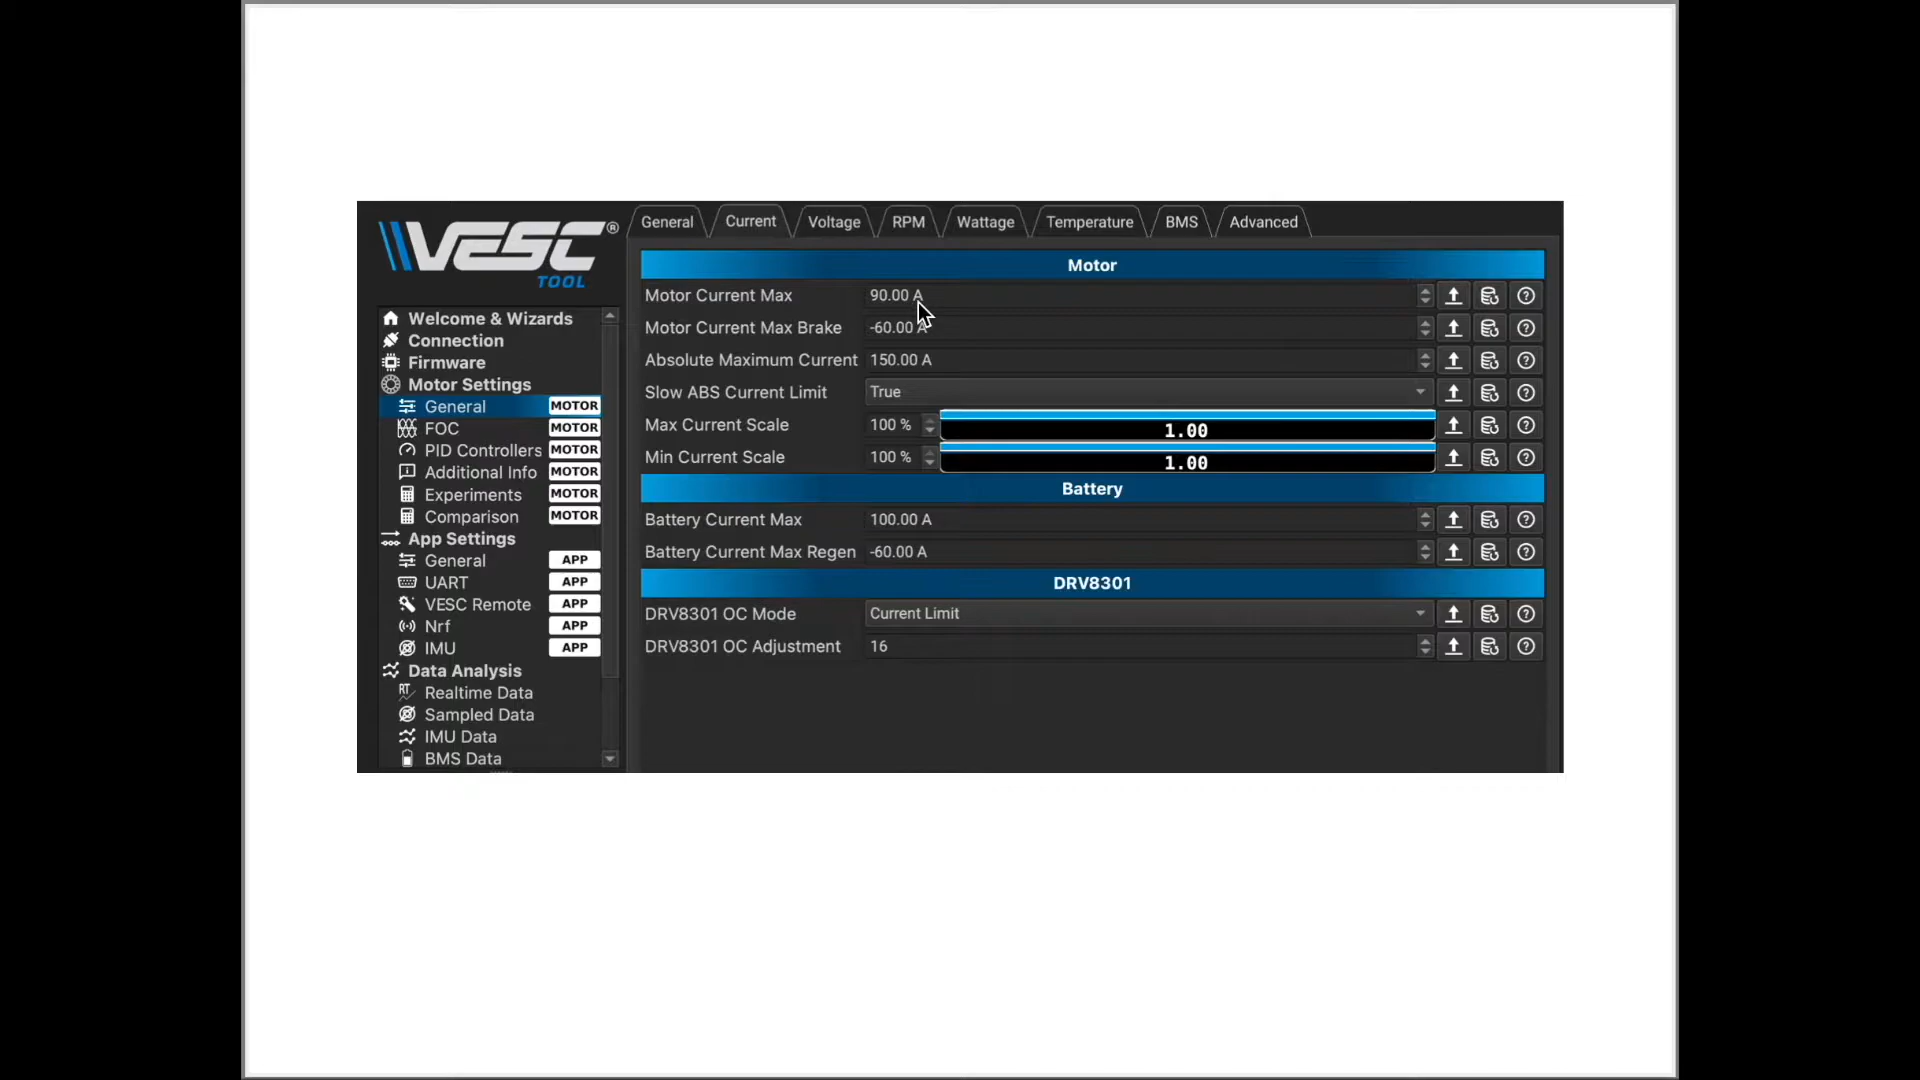 VESC®
TOOL
General Current Voltage RPM Wattage Temperature BMS Advanced
Welcome & Wizards
Connection
Firmware
Motor Settings
General MOTOR
FOC MOTOR
PID Controllers MOTOR
Additional Info MOTOR
Experiments MOTOR
Comparison MOTOR
App Settings
General APP
UART APP
VESC Remote APP
Nrf APP
IMU APP
Data Analysis
RT Realtime Data
Sampled Data
IMU Data
BMS Data
Motor
Motor Current Max 90.00 A
Motor Current Max Brake -60.00 A
Absolute Maximum Current 150.00 A
Slow ABS Current Limit True
Max Current Scale 100 % 1.00
Min Current Scale 100 % 1.00
Battery
Battery Current Max 100.00 A
Battery Current Max Regen -60.00 A
DRV8301
DRV8301 OC Mode Current Limit
DRV8301 OC Adjustment 16